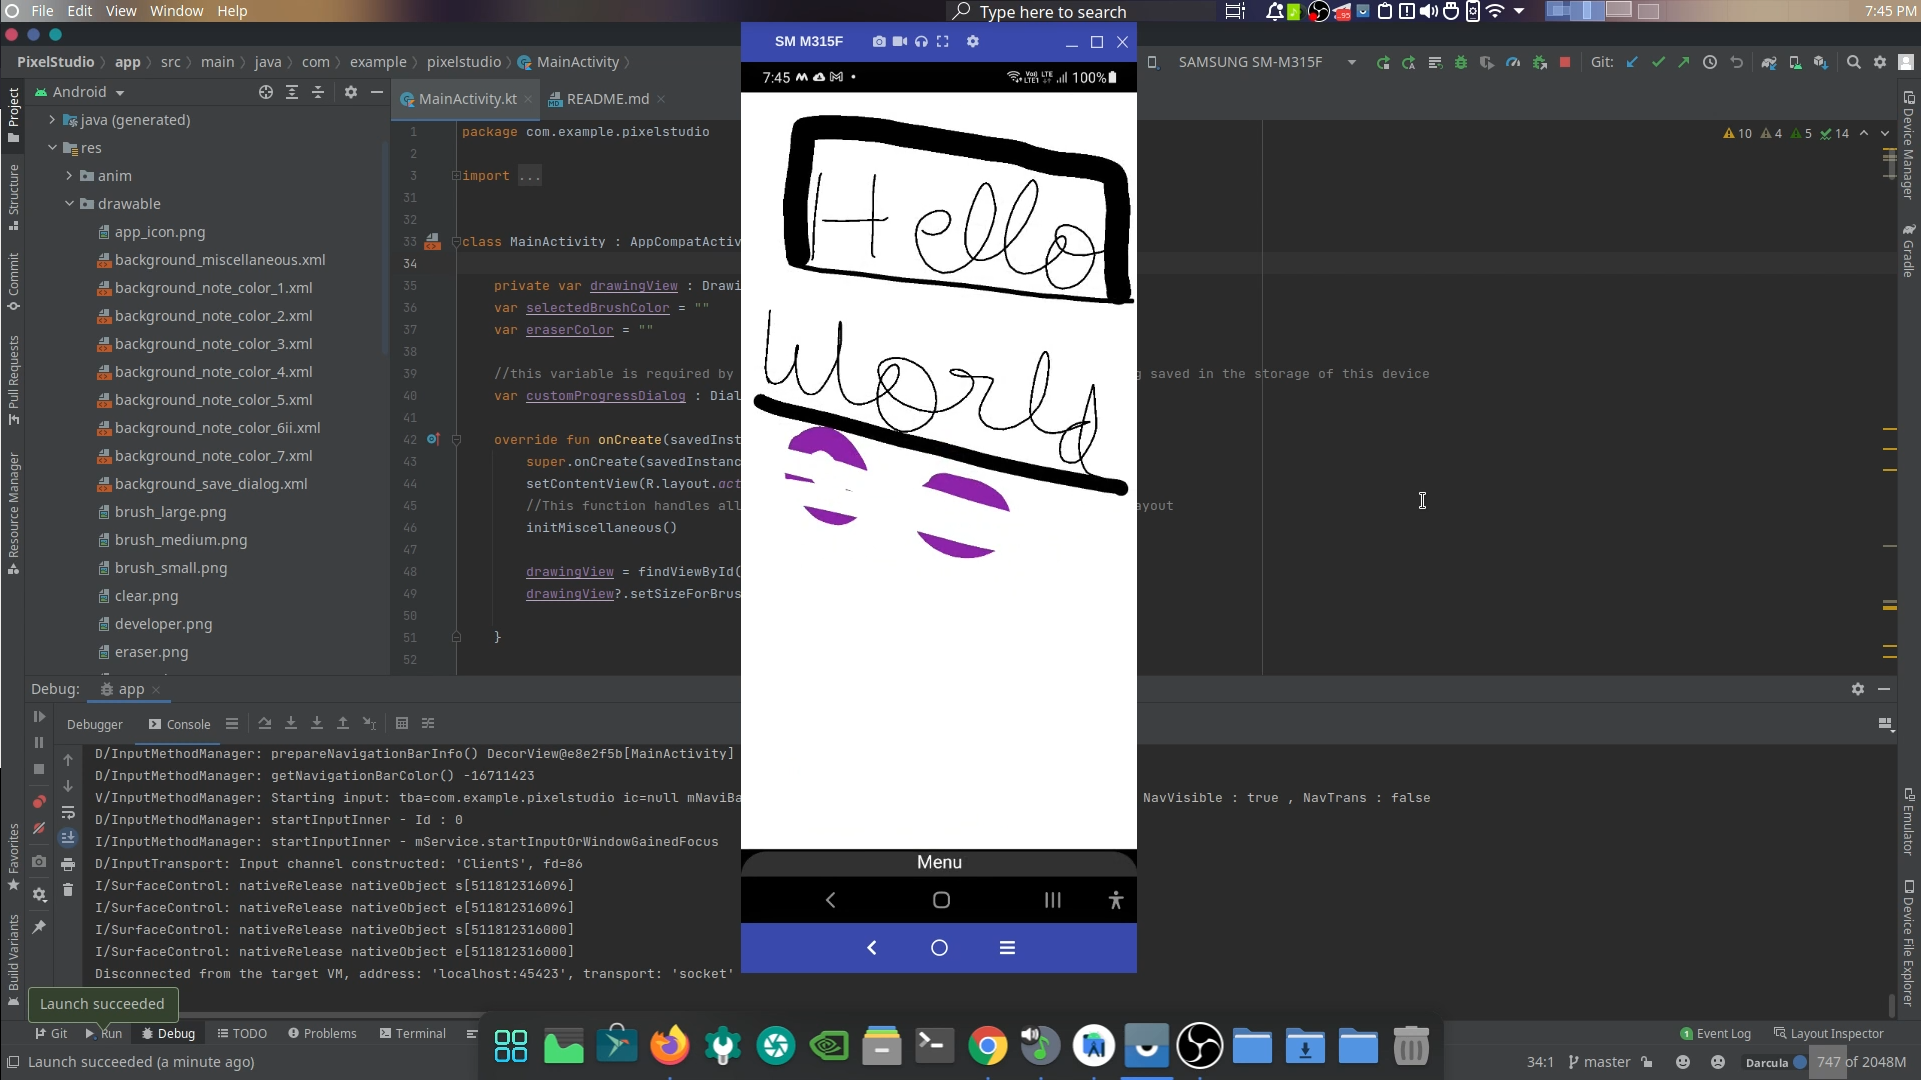 File Edit View Window Help
Type here to search
7:45 PM
SM M315F
PixelStudio app src main java com example pixelstudio MainActivity
SAMSUNG SM-M315F
Git:
7:45
100%
Android
MainActivity.kt
README.md
Project
Structure
Commit
Pull Requests
Resource Manager
Favorites
Build Variants
java (generated)
res
anim
drawable
app_icon.png
background_miscellaneous.xml
background_note_color_1.xml
background_note_color_2.xml
background_note_color_3.xml
background_note_color_4.xml
background_note_color_5.xml
background_note_color_6ii.xml
background_note_color_7.xml
background_save_dialog.xml
brush_large.png
brush_medium.png
brush_small.png
clear.png
developer.png
eraser.png
10 4 5 14
1 package com.example.pixelstudio
2
3 import ...
31
32
33 class MainActivity : AppCompatActiv
34
35 private var drawingView : Drawi
36 var selectedBrushColor = ""
37 var eraserColor = ""
38
39 //this variable is required by
g saved in the storage of this device
40 var customProgressDialog : Dial
41
42 override fun onCreate(savedInst
43 super.onCreate(savedInstanc
44 setContentView(R.layout.act
45 //This function handles all
ayout
46 initMiscellaneous()
47
48 drawingView = findViewById(
49 drawingView?.setSizeForBrus
50
51 }
52
Hello
World
Menu
Device Manager
Gradle
Emulator
Device File Explorer
Debug: app
Debugger Console
D/InputMethodManager: prepareNavigationBarInfo() DecorView@e8e2f5b[MainActivity]
D/InputMethodManager: getNavigationBarColor() -16711423
V/InputMethodManager: Starting input: tba=com.example.pixelstudio ic=null mNaviBa
NavVisible : true , NavTrans : false
D/InputMethodManager: startInputInner - Id : 0
I/InputMethodManager: startInputInner - mService.startInputOrWindowGainedFocus
D/InputTransport: Input channel constructed: 'ClientS', fd=86
I/SurfaceControl: nativeRelease nativeObject s[511812316096]
I/SurfaceControl: nativeRelease nativeObject e[511812316096]
I/SurfaceControl: nativeRelease nativeObject s[511812316000]
I/SurfaceControl: nativeRelease nativeObject e[511812316000]
Disconnected from the target VM, address: 'localhost:45423', transport: 'socket'
Launch succeeded
Git Run Debug TODO Problems Terminal
1 Event Log Layout Inspector
Launch succeeded (a minute ago)
34:1 master Darcula 747 of 2048M